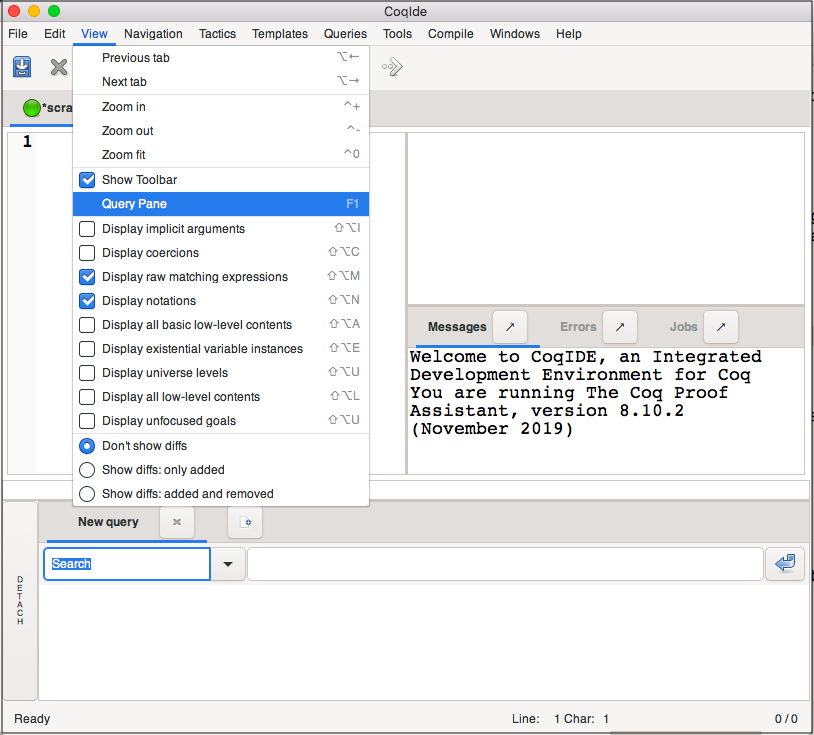 CoqIde
File Edit View Navigation Tactics Templates Queries Tools Compile Windows Help
Previous tab ⌥←
Next tab ⌥→
Zoom in ^+
Zoom out ^-
Zoom fit ^0
Show Toolbar
Query Pane F1
Display implicit arguments ⇧⌥I
Display coercions ⇧⌥C
Display raw matching expressions ⇧⌥M
Display notations ⇧⌥N
Display all basic low-level contents ⇧⌥A
Display existential variable instances ⇧⌥E
Display universe levels ⇧⌥U
Display all low-level contents ⇧⌥L
Display unfocused goals ⇧⌥U
Don't show diffs
Show diffs: only added
Show diffs: added and removed
*scra
1
Messages Errors Jobs
Welcome to CoqIDE, an Integrated
Development Environment for Coq
You are running The Coq Proof
Assistant, version 8.10.2
(November 2019)
New query
DETACH
Search
Ready Line: 1 Char: 1 0 / 0